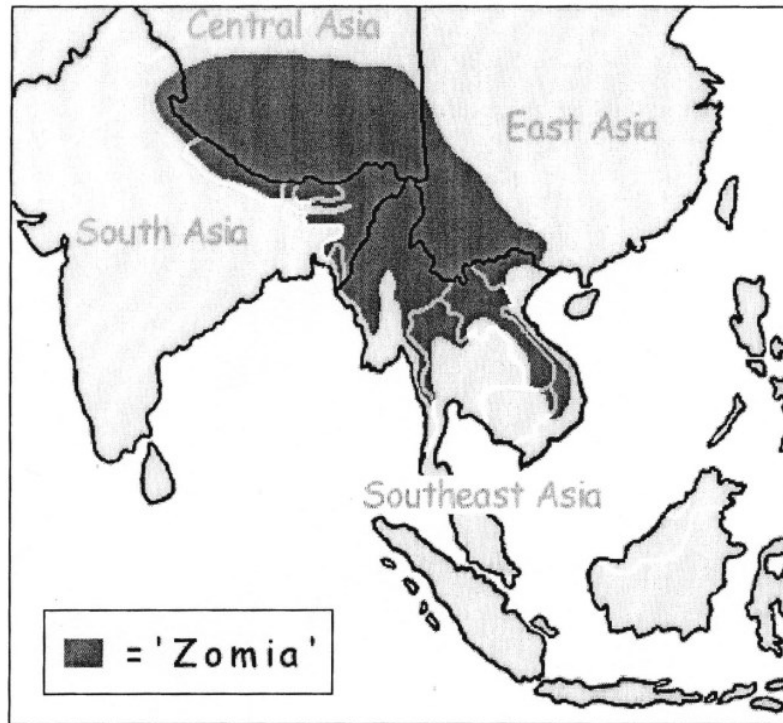 Central Asia
East Asia
South Asia
Southeast Asia
= 'Zomia'